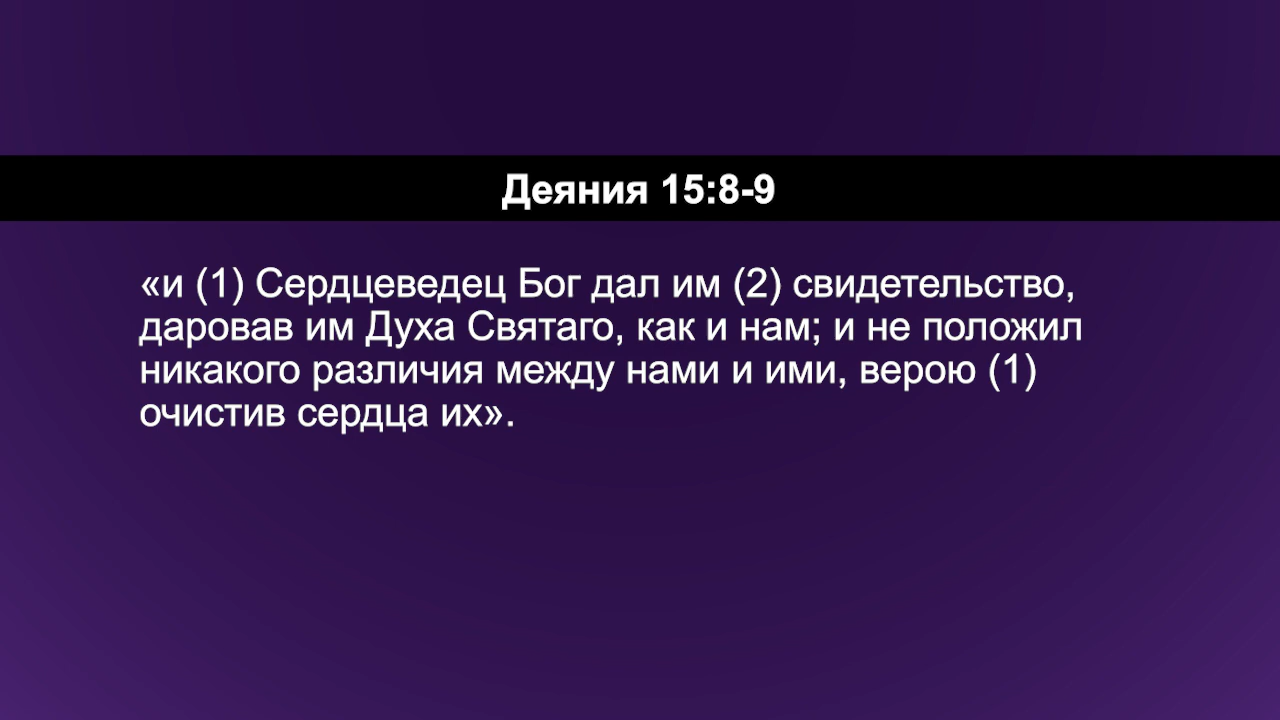 Деяния 15:8-9
«и (1) Сердцеведец Бог дал им (2) свидетельство,
даровав им Духа Святаго, как и нам; и не положил
никакого различия между нами и ими, верою (1)
очистив сердца их».